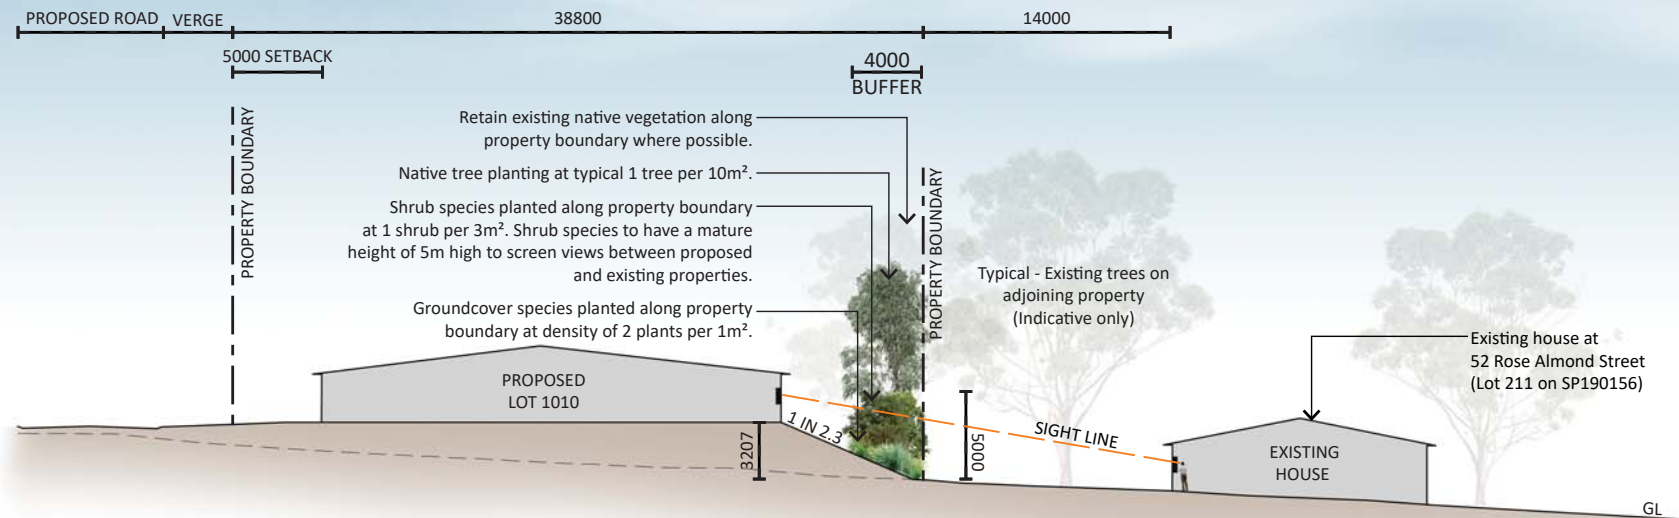 PROPOSED ROAD
VERGE
38800
14000
5000 SETBACK
4000
BUFFER
PROPERTY BOUNDARY
Retain existing native vegetation along
property boundary where possible.
Native tree planting at typical 1 tree per 10m².
Shrub species planted along property boundary
at 1 shrub per 3m². Shrub species to have a mature
height of 5m high to screen views between proposed
and existing properties.
Groundcover species planted along property
boundary at density of 2 plants per 1m².
PROPERTY BOUNDARY
Typical - Existing trees on
adjoining property
(Indicative only)
Existing house at
52 Rose Almond Street
(Lot 211 on SP190156)
PROPOSED
LOT 1010
1 IN 2.3
3207
5000
SIGHT LINE
EXISTING
HOUSE
GL